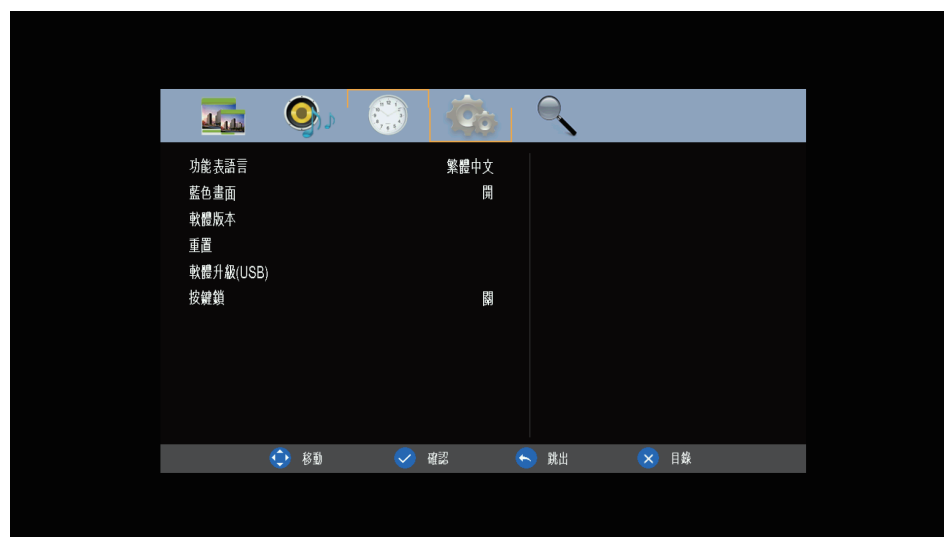 功能表語言 繁體中文
藍色畫面 開
軟體版本
重置
軟體升級(USB)
按鍵鎖 關
移動 確認 跳出 目錄